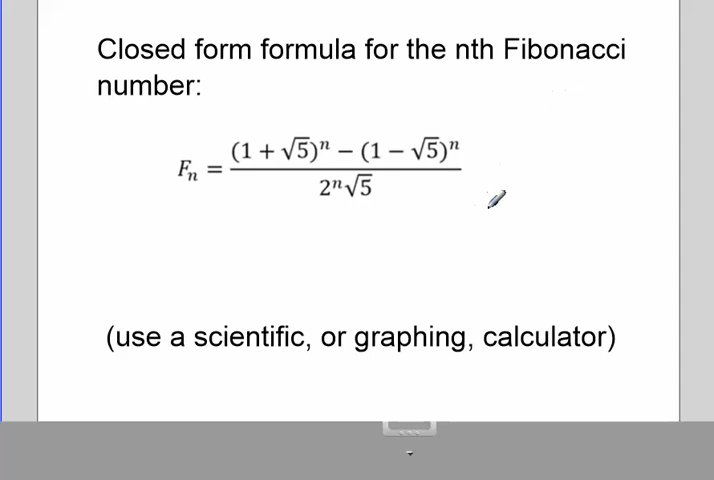 Closed form formula for the nth Fibonacci
number:
Fₙ = ((1 + √5)ⁿ − (1 − √5)ⁿ) / (2ⁿ√5)
(use a scientific, or graphing, calculator)